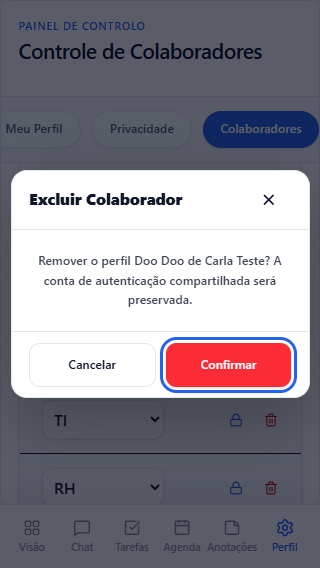 PAINEL DE CONTROLO
Controle de Colaboradores
Meu Perfil
Privacidade
Colaboradores
Excluir Colaborador
Remover o perfil Doo Doo de Carla Teste? A
conta de autenticação compartilhada será
preservada.
Cancelar
Confirmar
TI
RH
Visão
Chat
Tarefas
Agenda
Anotações
Perfil